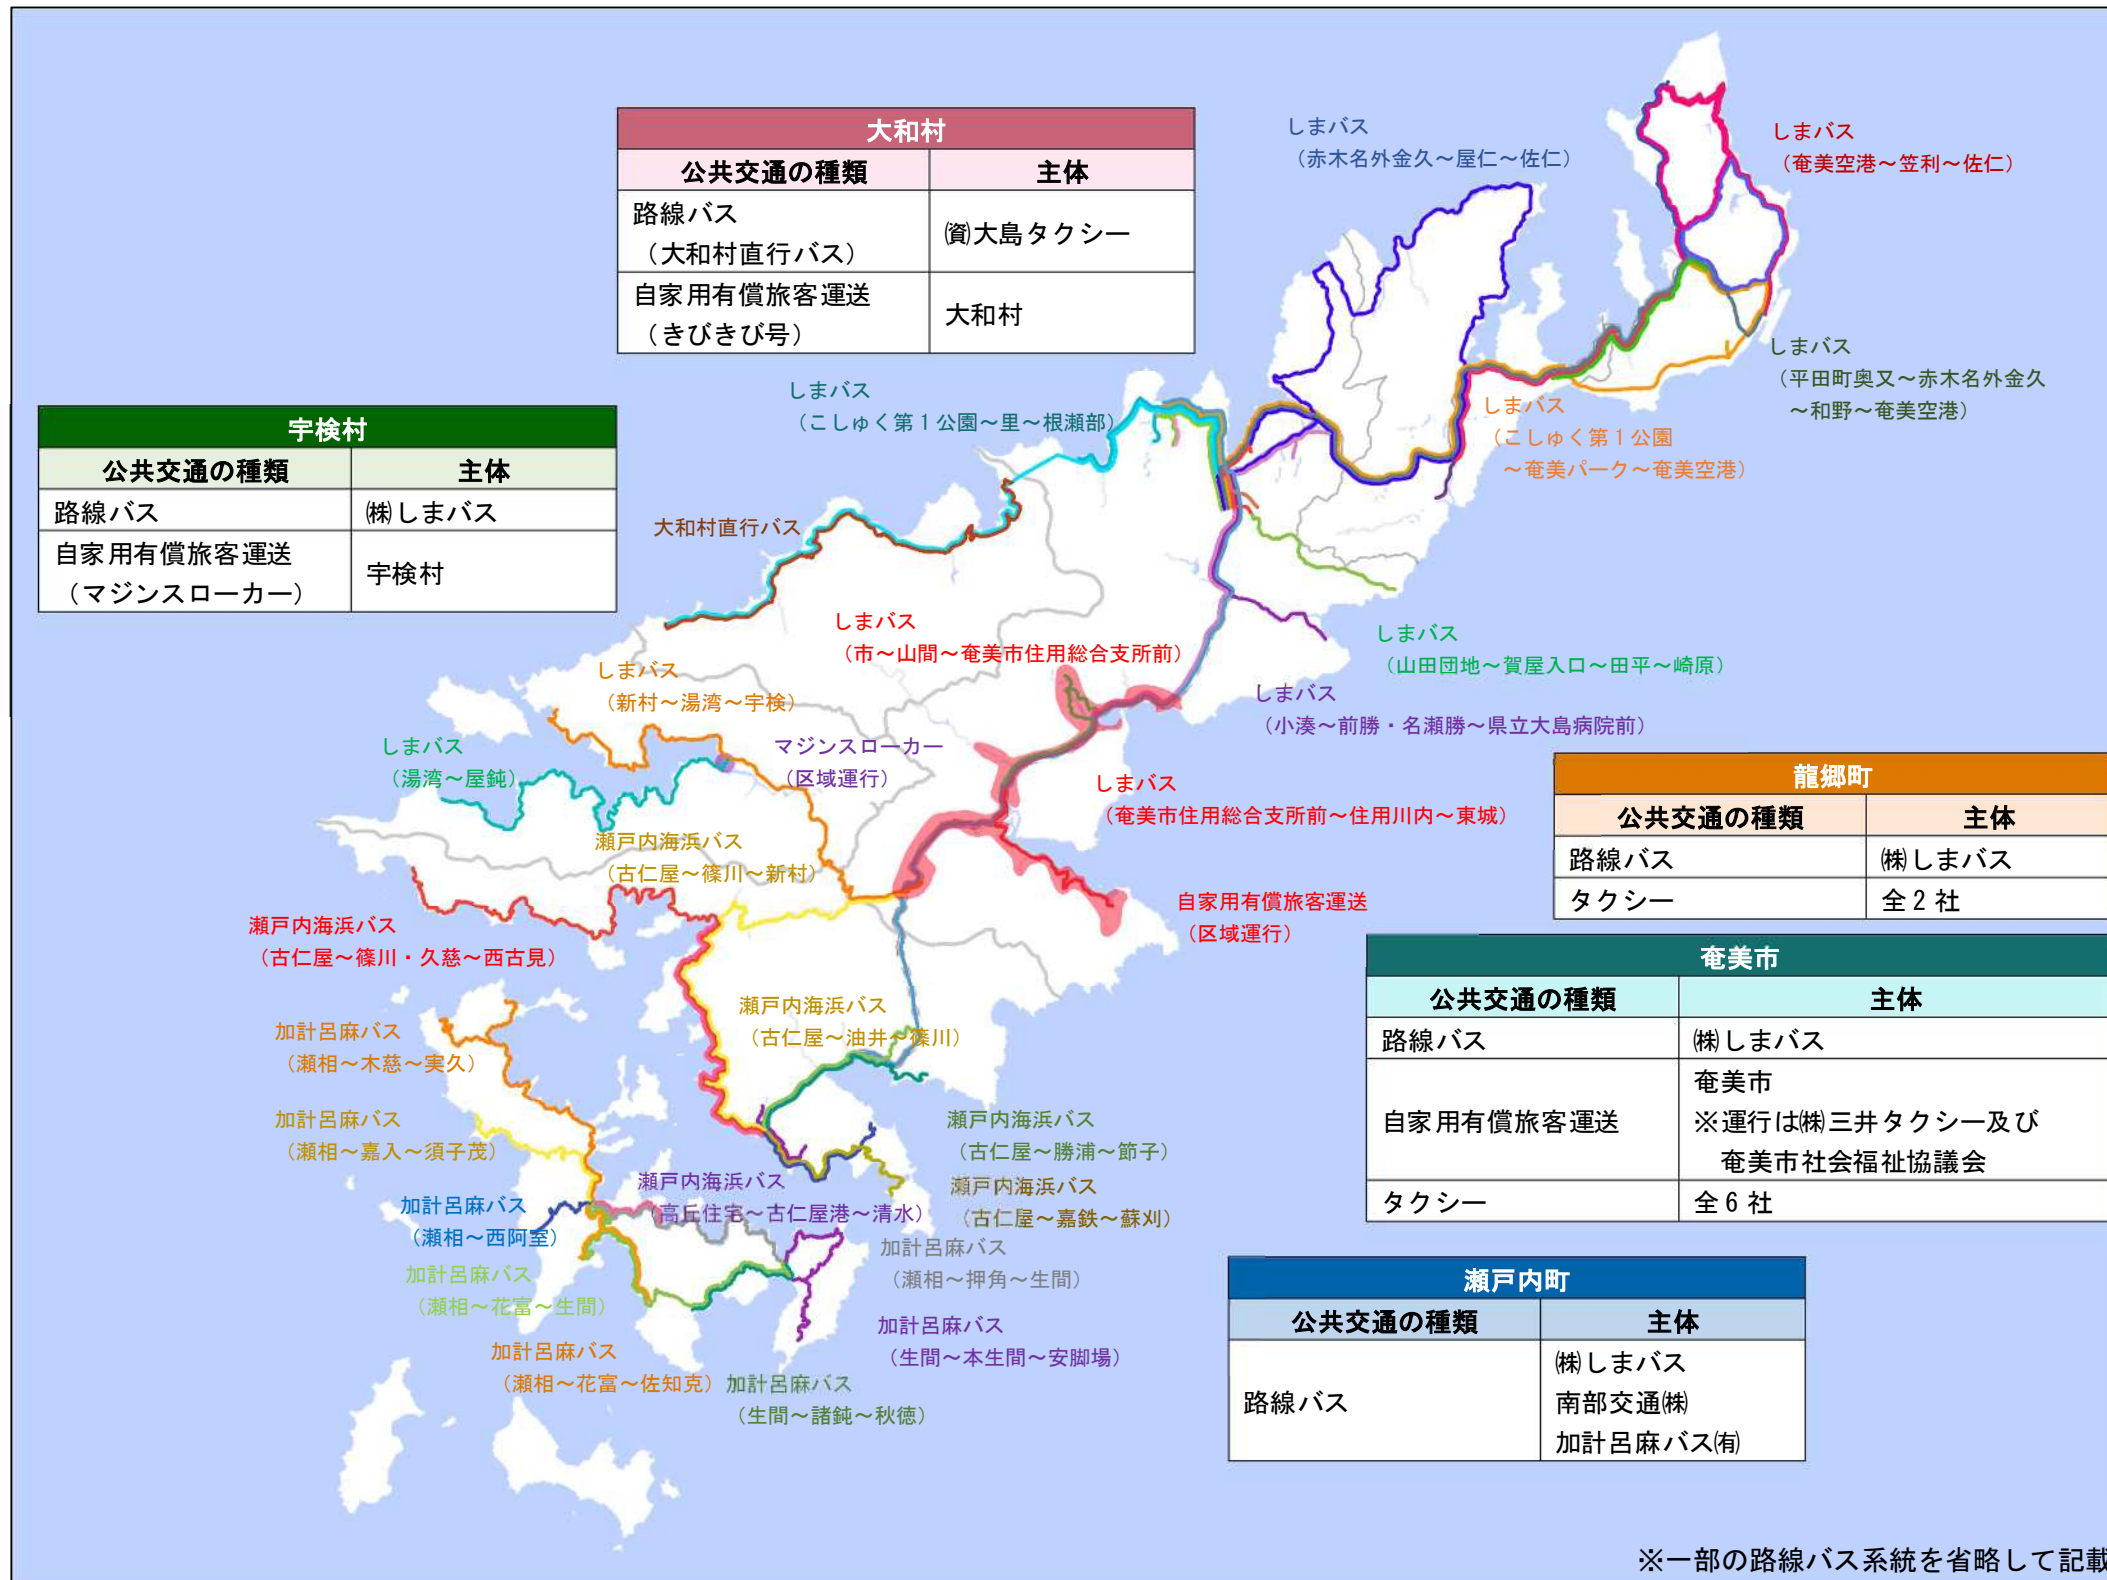 大和村
公共交通の種類 主体
路線バス
（大和村直行バス）
㈾大島タクシー
自家用有償旅客運送
（きびきび号）
大和村
宇検村
公共交通の種類 主体
路線バス ㈱しまバス
自家用有償旅客運送
（マジンスローカー）
宇検村
しまバス
（赤木名外金久～屋仁～佐仁）
しまバス
（奄美空港～笠利～佐仁）
しまバス
（平田町奥又～赤木名外金久
～和野～奄美空港）
しまバス
（こしゅく第１公園
～奄美パーク～奄美空港）
しまバス
（こしゅく第１公園～里～根瀬部）
大和村直行バス
しまバス
（市～山間～奄美市住用総合支所前）
しまバス
（山田団地～賀屋入口～田平～崎原）
しまバス
（新村～湯湾～宇検）
しまバス
（小湊～前勝・名瀬勝～県立大島病院前）
しまバス
（湯湾～屋鈍）
マジンスローカー
（区域運行）
しまバス
（奄美市住用総合支所前～住用川内～東城）
瀬戸内海浜バス
（古仁屋～篠川～新村）
自家用有償旅客運送
（区域運行）
瀬戸内海浜バス
（古仁屋～篠川・久慈～西古見）
瀬戸内海浜バス
（古仁屋～油井～篠川）
加計呂麻バス
（瀬相～木慈～実久）
加計呂麻バス
（瀬相～嘉入～須子茂）
瀬戸内海浜バス
（古仁屋～勝浦～節子）
瀬戸内海浜バス
（高丘住宅～古仁屋港～清水）
瀬戸内海浜バス
（古仁屋～嘉鉄～蘇刈）
加計呂麻バス
（瀬相～西阿室）
加計呂麻バス
（瀬相～押角～生間）
加計呂麻バス
（瀬相～花富～生間）
加計呂麻バス
（生間～本生間～安脚場）
加計呂麻バス
（瀬相～花富～佐知克）
加計呂麻バス
（生間～諸鈍～秋徳）
龍郷町
公共交通の種類 主体
路線バス ㈱しまバス
タクシー 全２社
奄美市
公共交通の種類 主体
路線バス ㈱しまバス
自家用有償旅客運送
奄美市
※運行は㈱三井タクシー及び
奄美市社会福祉協議会
タクシー 全６社
瀬戸内町
公共交通の種類 主体
路線バス
㈱しまバス
南部交通㈱
加計呂麻バス㈲
※一部の路線バス系統を省略して記載